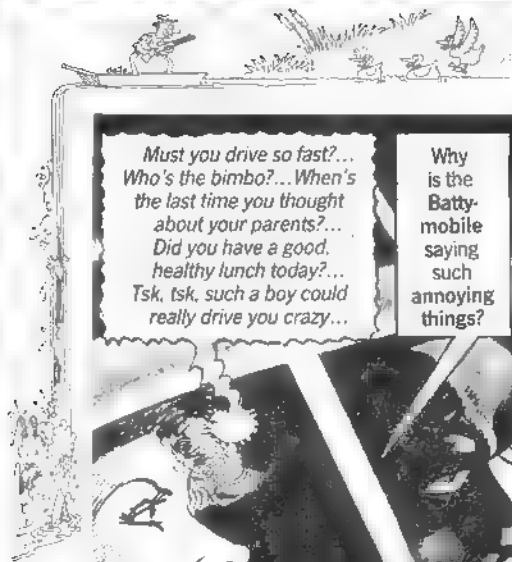 Must you drive so fast?...
Who's the bimbo?...When's
the last time you thought
about your parents?...
Did you have a good,
healthy lunch today?...
Tsk, tsk, such a boy could
really drive you crazy...
Why
is the
Batty-
mobile
saying
such
annoying
things?